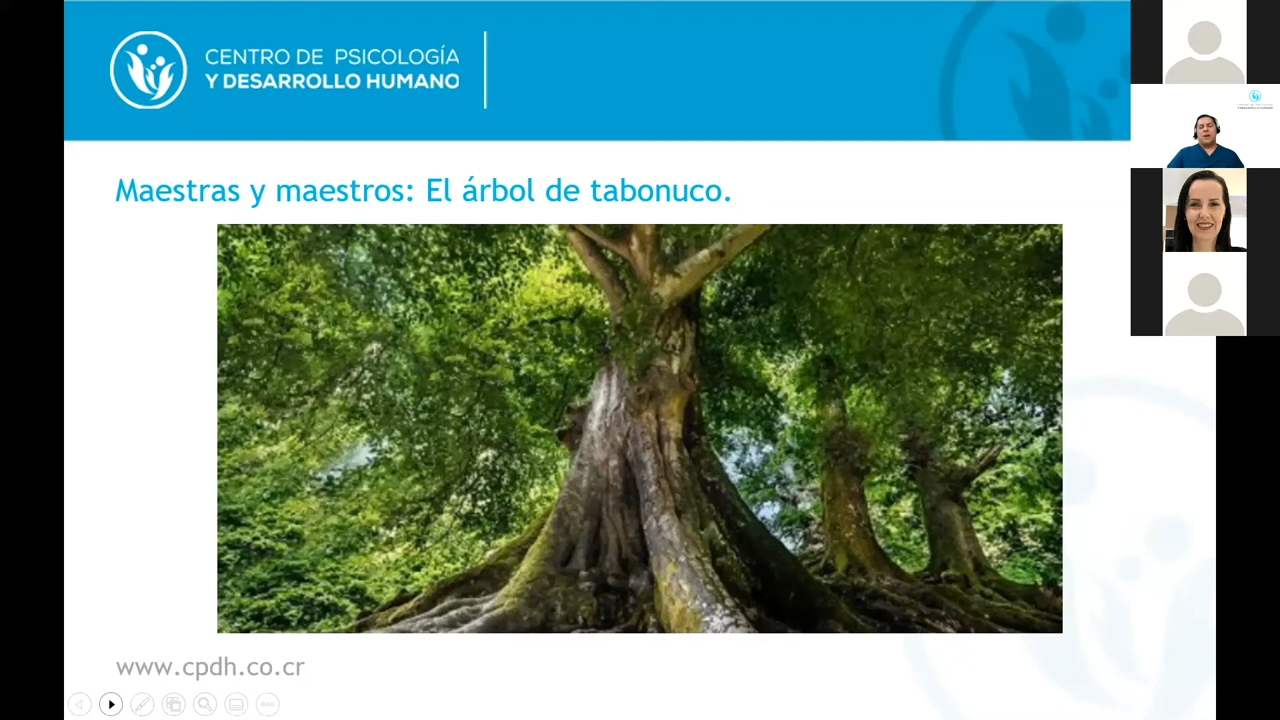 CENTRO DE PSICOLOGÍA
Y DESARROLLO HUMANO
Maestras y maestros: El árbol de tabonuco.
www.cpdh.co.cr